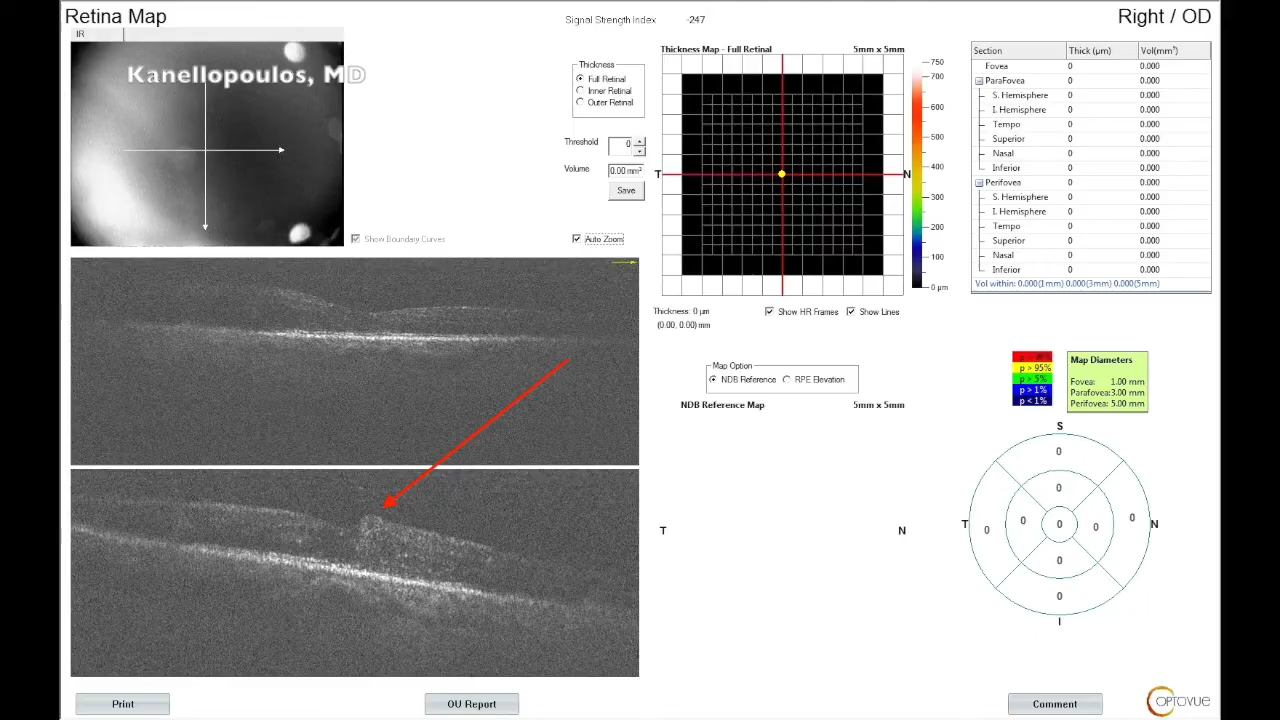 Retina Map
Signal Strength Index -247
Right / OD
IR
Kanellopoulos, MD
Thickness
Full Retinal
Inner Retinal
Outer Retinal
Threshold 0
Volume 0.00 mm³
Save
Show Boundary Curves
Auto Zoom
Thickness Map - Full Retinal 5mm x 5mm
T N
750
700
600
500
400
300
200
100
0 µm
Thickness: 0 µm
(0.00, 0.00) mm
Show HR Frames Show Lines
Section Thick (µm) Vol(mm³)
Fovea 0 0.000
ParaFovea 0 0.000
S. Hemisphere 0 0.000
I. Hemisphere 0 0.000
Tempo 0 0.000
Superior 0 0.000
Nasal 0 0.000
Inferior 0 0.000
Perifovea 0 0.000
S. Hemisphere 0 0.000
I. Hemisphere 0 0.000
Tempo 0 0.000
Superior 0 0.000
Nasal 0 0.000
Inferior 0 0.000
Vol within: 0.000(1mm) 0.000(3mm) 0.000(5mm)
Map Option
NDB Reference RPE Elevation
NDB Reference Map 5mm x 5mm
T N
p > 95%
p > 5%
p > 1%
p < 1%
Map Diameters
Fovea: 1.00 mm
Parafovea:3.00 mm
Perifovea: 5.00 mm
S
0
0
T 0 0 0 0 0 N
0
0
I
Print
OU Report
Comment
OPTOVUE